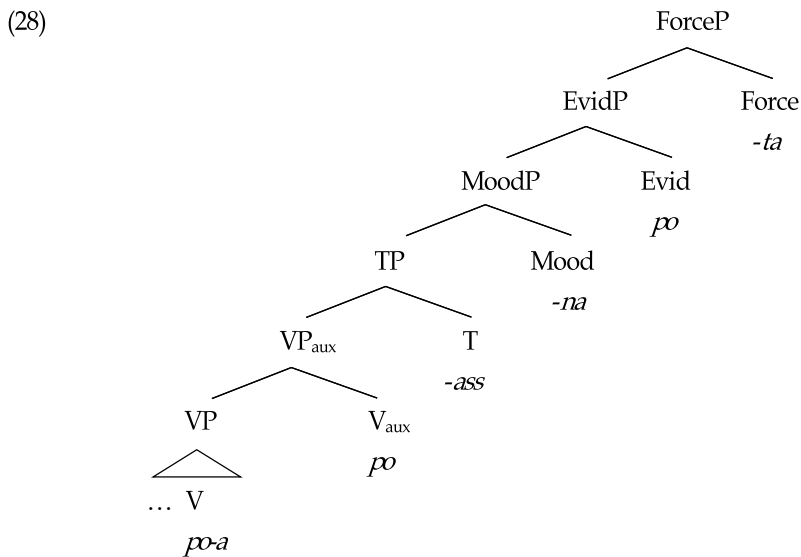 (28) ForceP
EvidP Force
-ta
MoodP Evid
po
TP Mood
-na
VPaux T
-ass
VP Vaux
po
… V
po-a